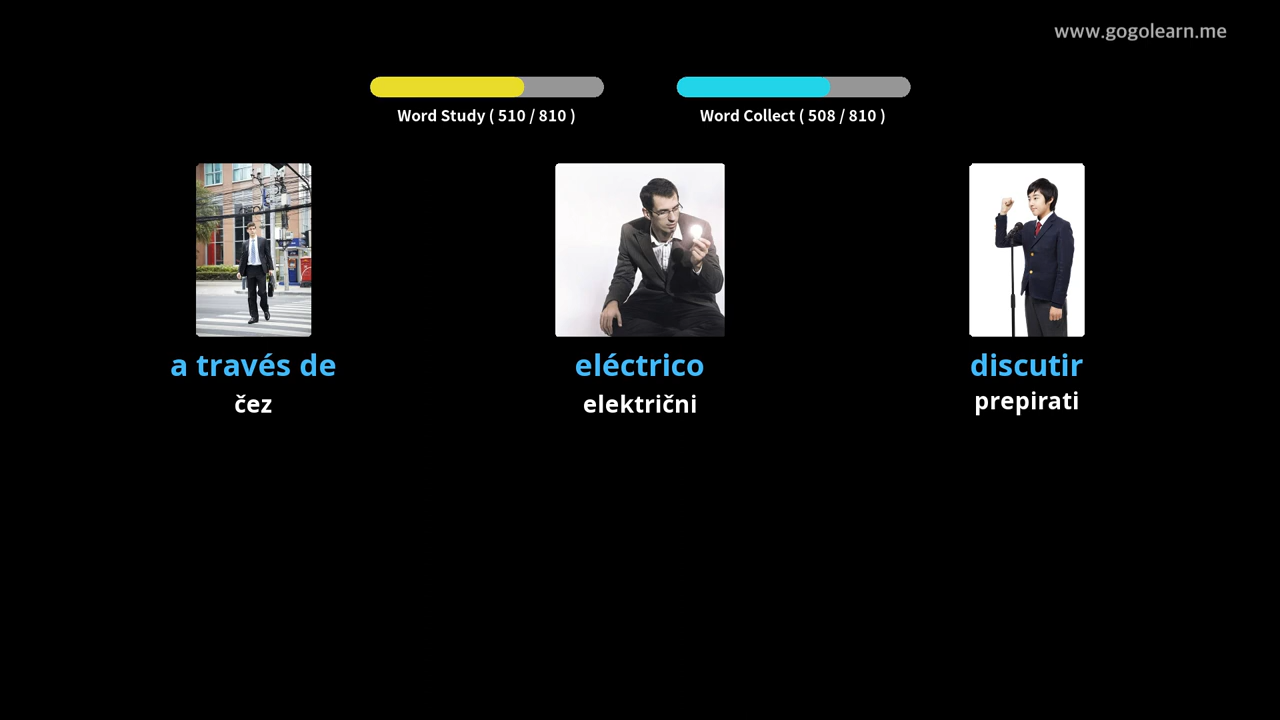 www.gogolearn.me
Word Study ( 510 / 810 )
Word Collect ( 508 / 810 )
a través de
čez
eléctrico
električni
discutir
prepirati